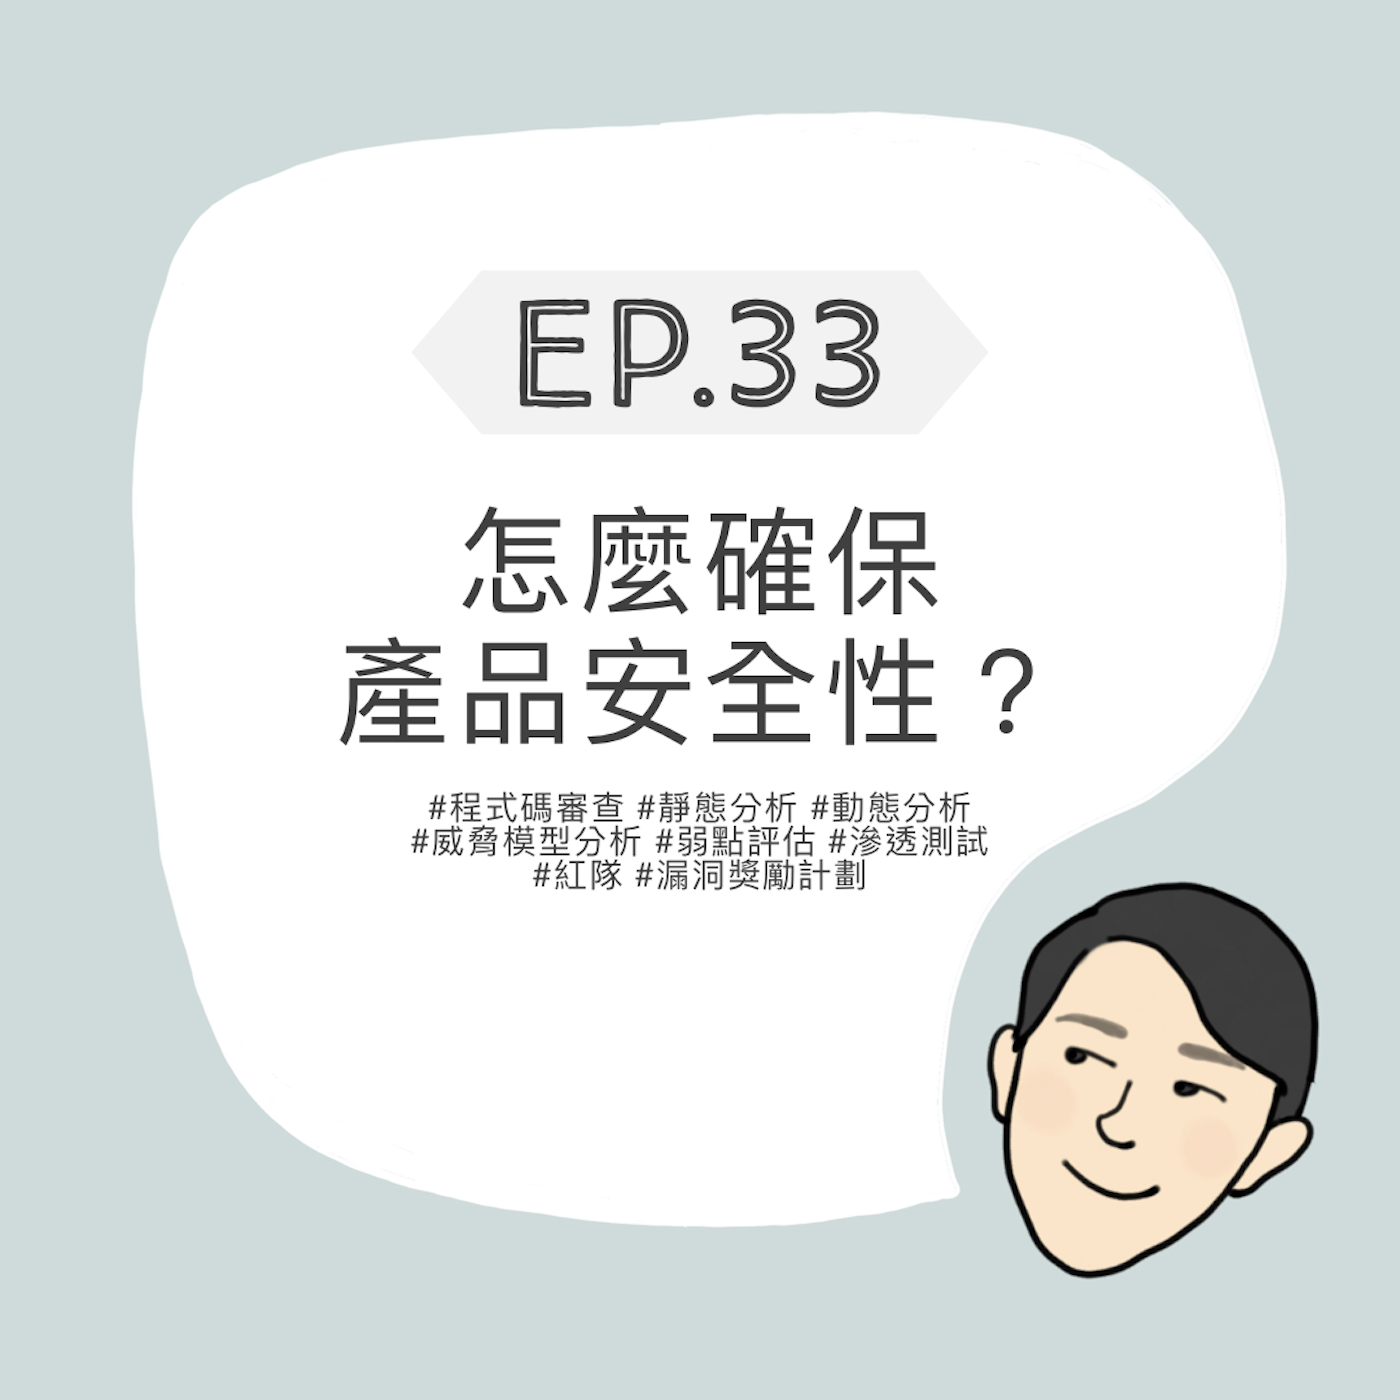 EP.33
怎麼確保
產品安全性？
#程式碼審查 #靜態分析 #動態分析
#威脅模型分析 #弱點評估 #滲透測試
#紅隊 #漏洞獎勵計劃